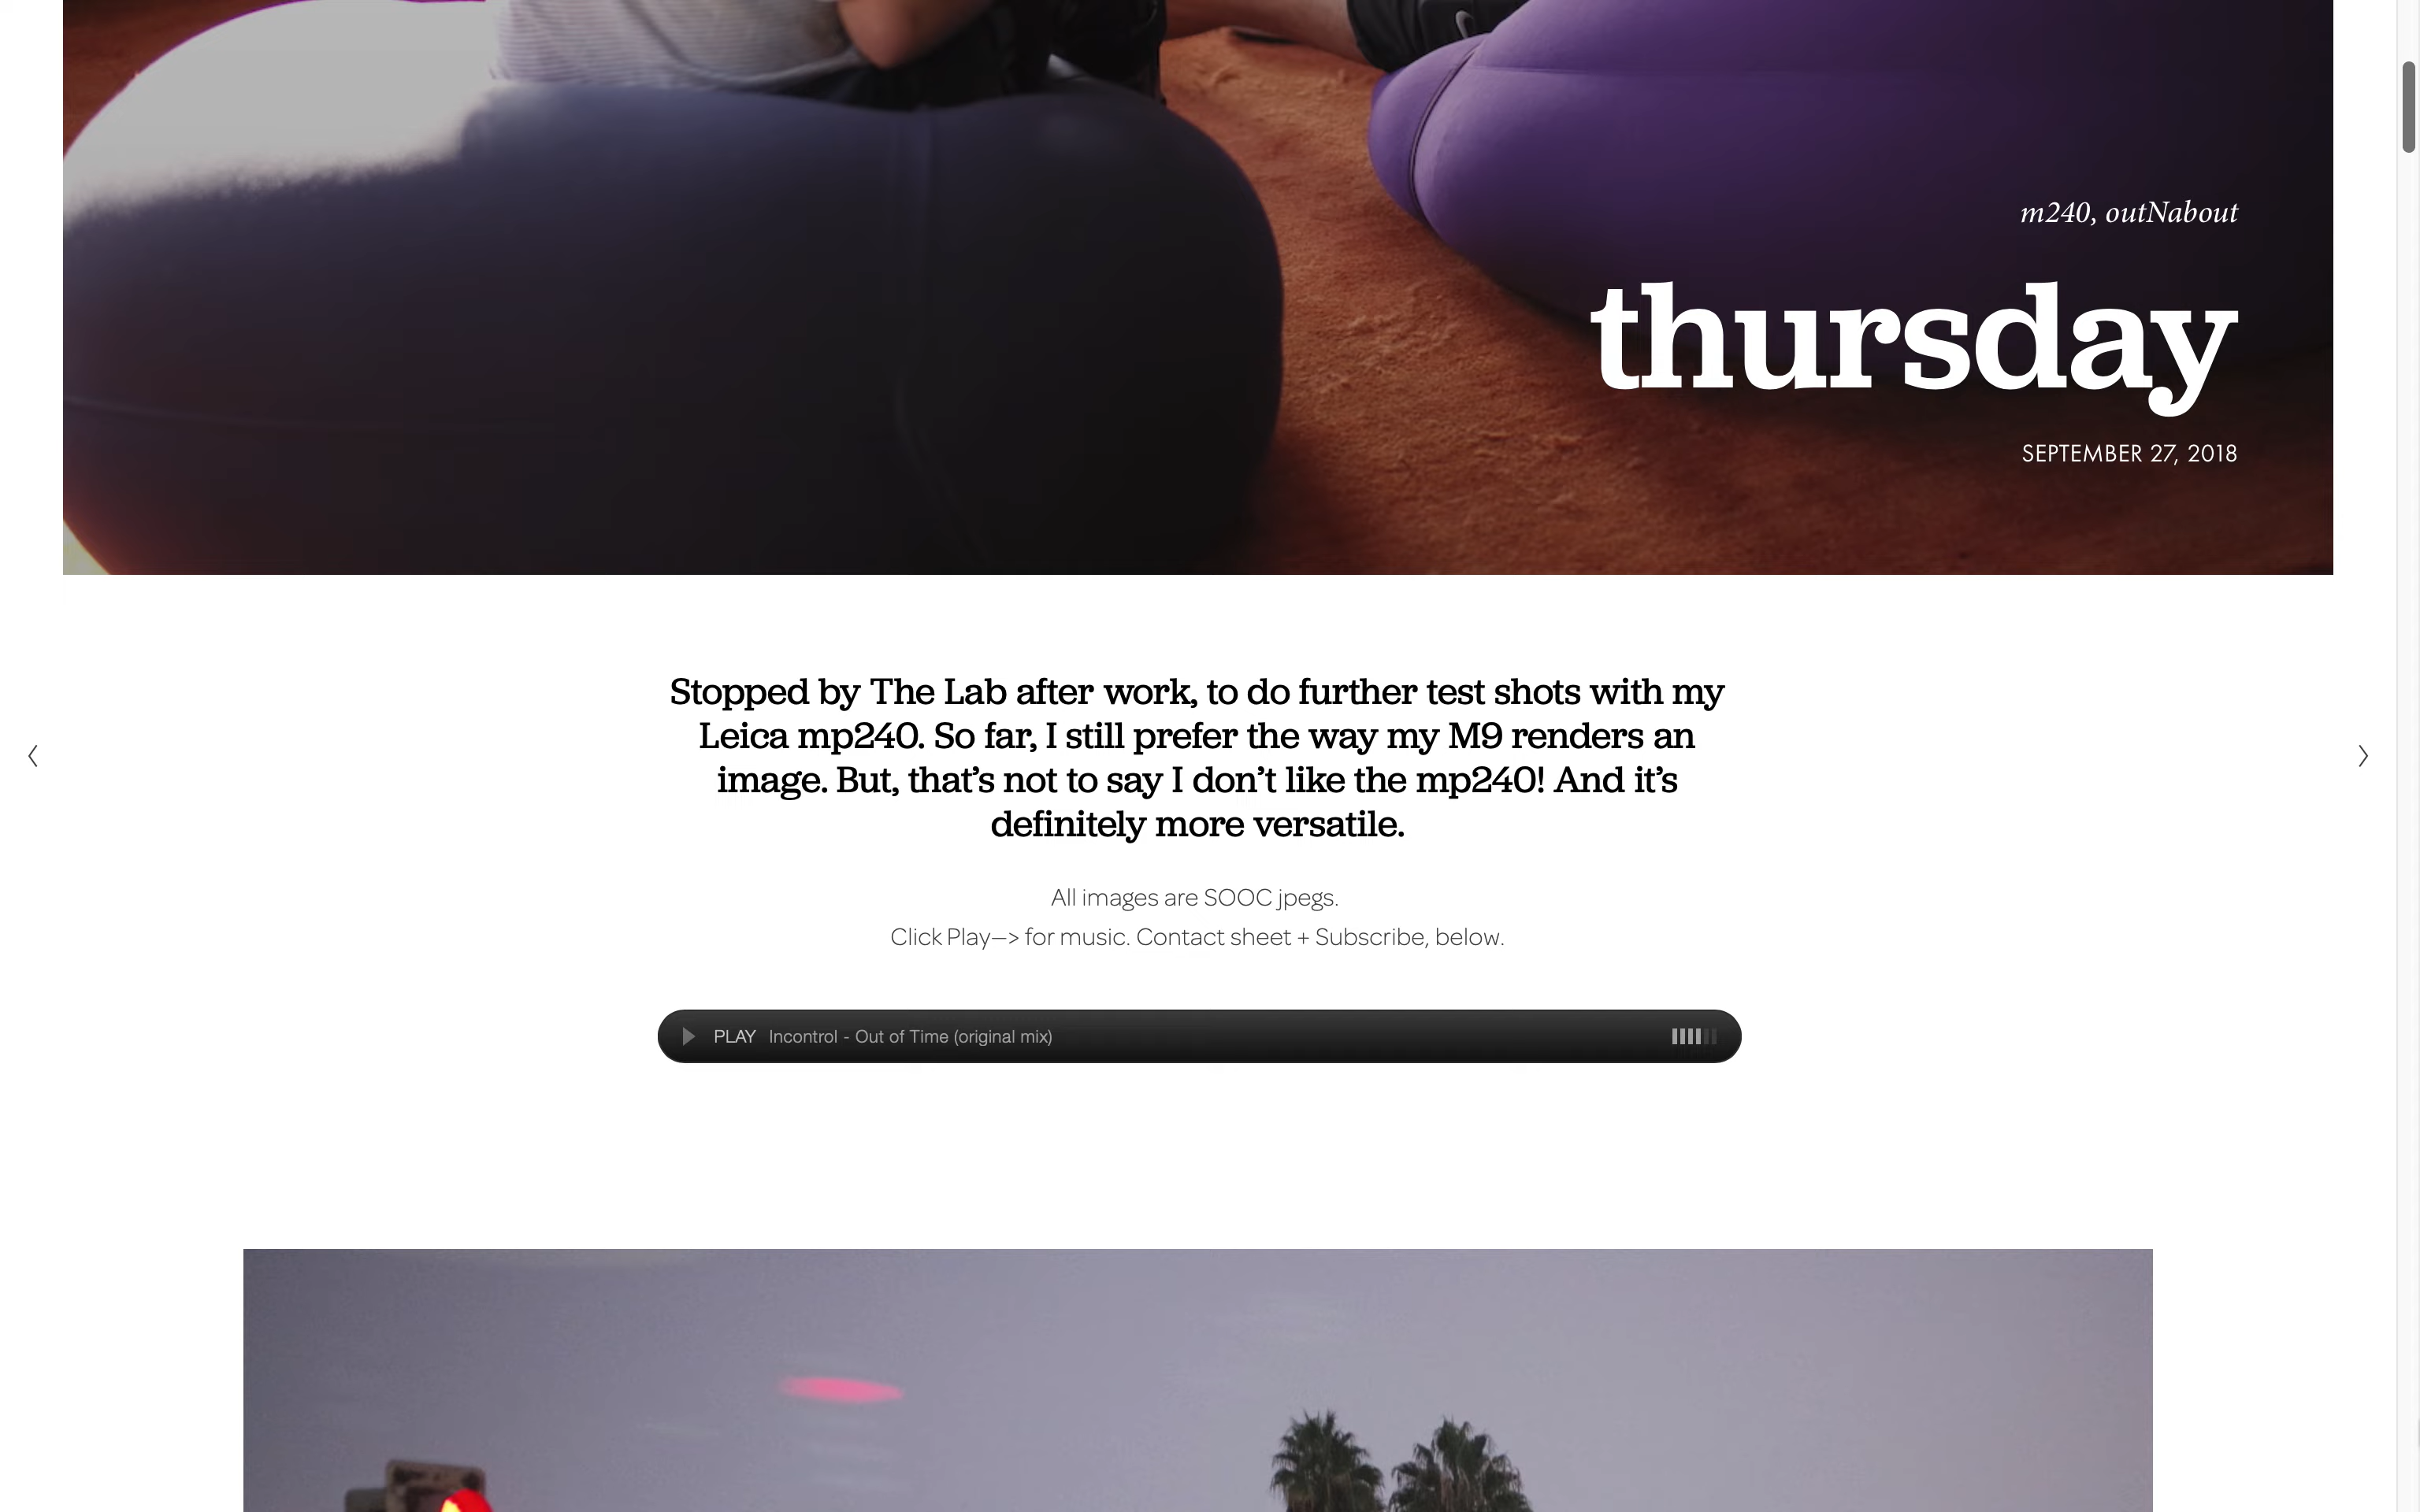 m240, outNabout
thursday
SEPTEMBER 27, 2018
Stopped by The Lab after work, to do further test shots with my
Leica mp240. So far, I still prefer the way my M9 renders an
image. But, that’s not to say I don’t like the mp240! And it’s
definitely more versatile.
All images are SOOC jpegs.
Click Play—> for music. Contact sheet + Subscribe, below.
PLAY Incontrol - Out of Time (original mix)